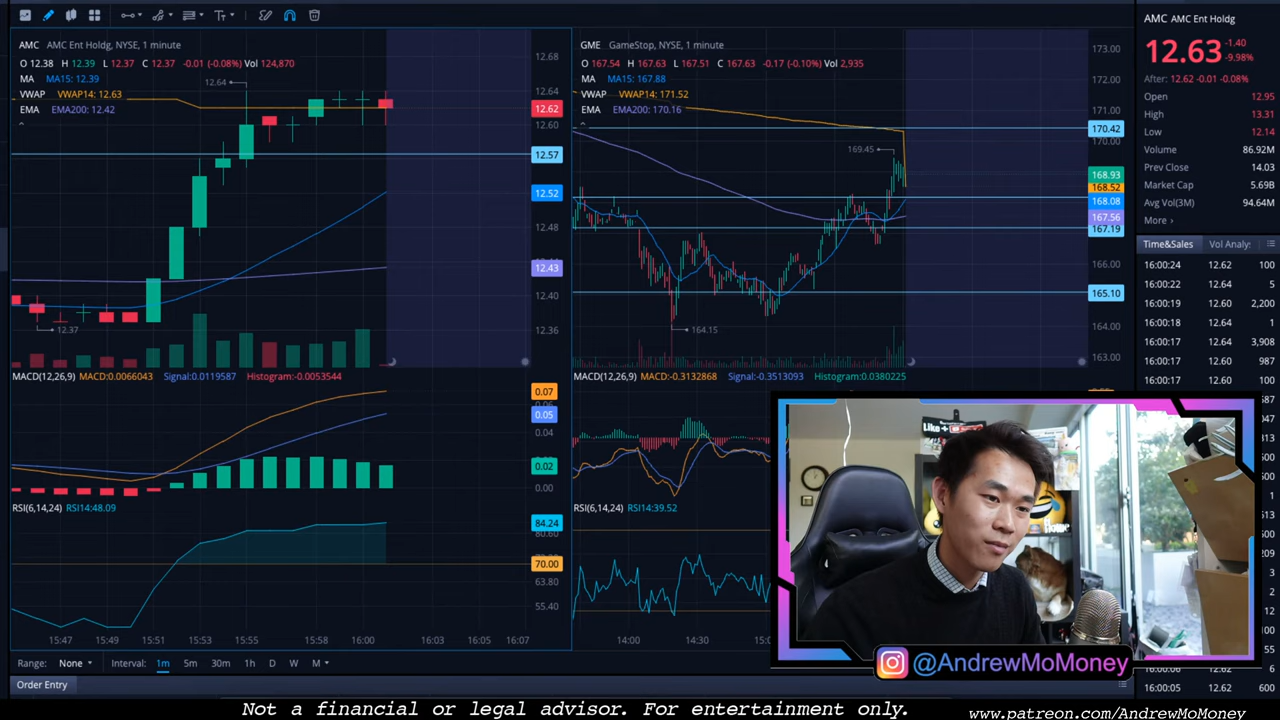 AMC AMC Ent Holdg, NYSE, 1 minute
O 12.38 H 12.39 L 12.37 C 12.37 -0.01 (-0.08%) Vol 124,870
MA MA15: 12.39
VWAP VWAP14: 12.63
EMA EMA200: 12.42
12.64
12.37
12.68
12.64
12.62
12.60
12.57
12.52
12.48
12.43
12.40
12.36
MACD(12,26,9) MACD:0.0066043 Signal:0.0119587 Histogram:-0.0053544
0.07
0.05
0.04
0.02
0.00
RSI(6,14,24) RSI14:48.09
84.24
80.60
70.00
63.80
55.40
15:47 15:49 15:51 15:53 15:55 15:58 16:00 16:03 16:05 16:07
GME GameStop, NYSE, 1 minute
O 167.54 H 167.63 L 167.51 C 167.63 -0.17 (-0.10%) Vol 2,935
MA MA15: 167.88
VWAP VWAP14: 171.52
EMA EMA200: 170.16
169.45
164.15
173.00
172.00
171.00
170.42
170.00
168.93
168.52
168.08
167.56
167.19
166.00
165.10
164.00
163.00
MACD(12,26,9) MACD:-0.3132868 Signal:-0.3513093 Histogram:0.0380225
RSI(6,14,24) RSI14:39.52
14:00 14:30
Range: None Interval: 1m 5m 30m 1h D W M
Order Entry
AMC AMC Ent Holdg
12.63 -1.40
-9.98%
After: 12.62 -0.01 -0.08%
Open 12.95
High 13.31
Low 12.14
Volume 86.92M
Prev Close 14.03
Market Cap 5.69B
Avg Vol(3M) 94.64M
More
Time&Sales Vol Analy
16:00:24 12.62 100
16:00:22 12.64 5
16:00:19 12.60 2,200
16:00:18 12.64 1
16:00:17 12.64 3,908
16:00:17 12.61 987
16:00:17 12.60 100
16:00:05 12.62 600
Like +
@AndrewMoMoney
Not a financial or legal advisor. For entertainment only.
www.patreon.com/AndrewMoMoney